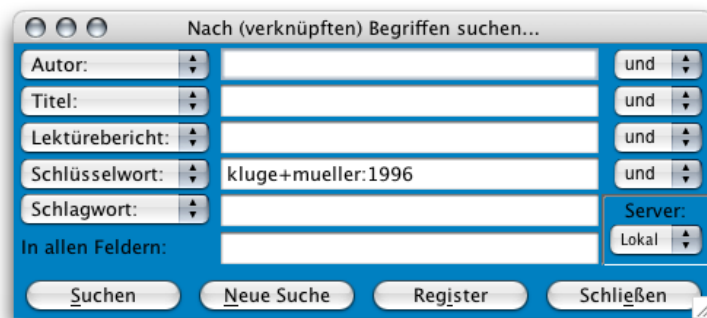 Nach (verknüpften) Begriffen suchen...
Autor: und
Titel: und
Lektürebericht: und
Schlüsselwort: kluge+mueller:1996 und
Schlagwort: Server:
In allen Feldern: Lokal
Suchen Neue Suche Register Schließen